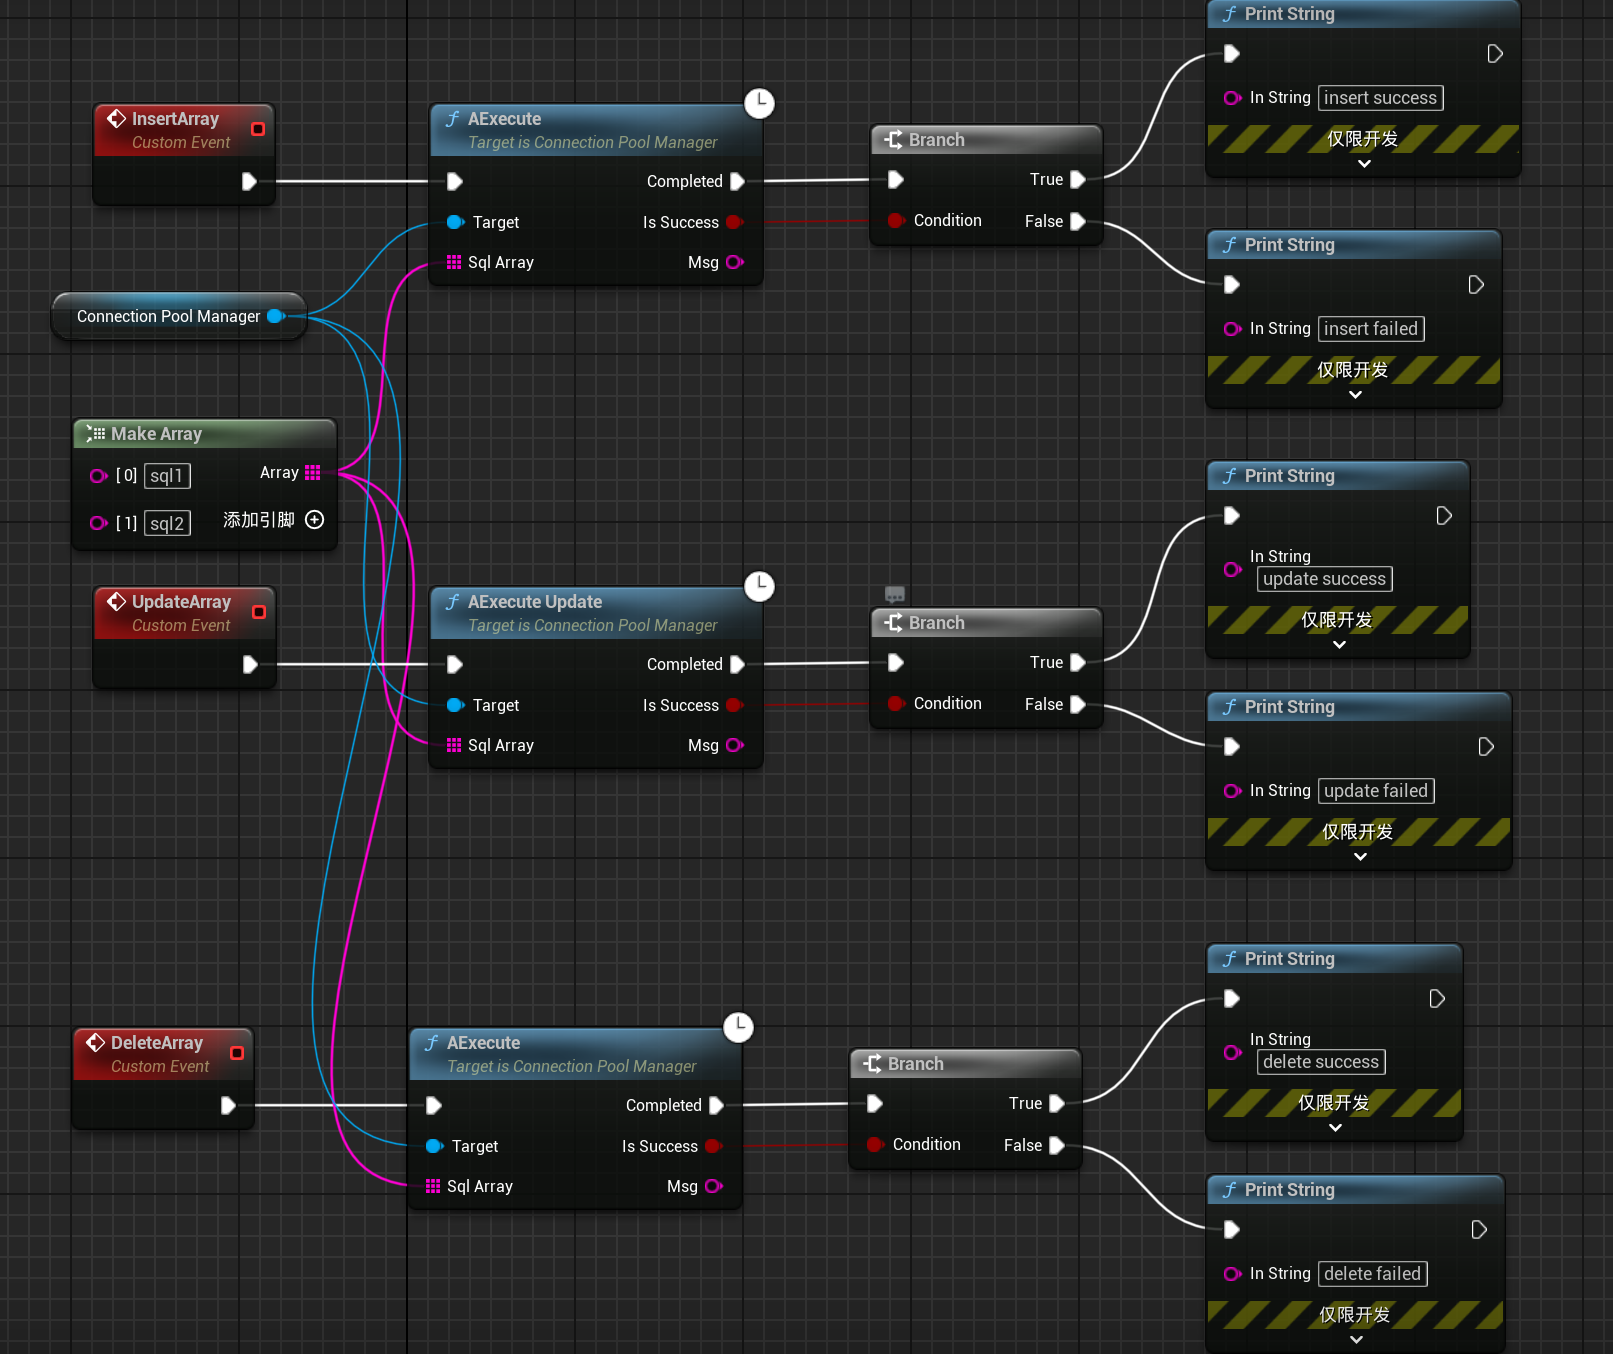 InsertArray
Custom Event
Connection Pool Manager
Make Array
[ 0] sql1
Array
[ 1] sql2
添加引脚
UpdateArray
Custom Event
DeleteArray
Custom Event
AExecute
Target is Connection Pool Manager
Completed
Target
Is Success
Sql Array
Msg
Branch
True
Condition
False
Print String
In String insert success
仅限开发
Print String
In String insert failed
仅限开发
AExecute Update
Target is Connection Pool Manager
Completed
Target
Is Success
Sql Array
Msg
Branch
True
Condition
False
Print String
In String
update success
仅限开发
Print String
In String update failed
仅限开发
AExecute
Target is Connection Pool Manager
Completed
Target
Is Success
Sql Array
Msg
Branch
True
Condition
False
Print String
In String
delete success
仅限开发
Print String
In String delete failed
仅限开发